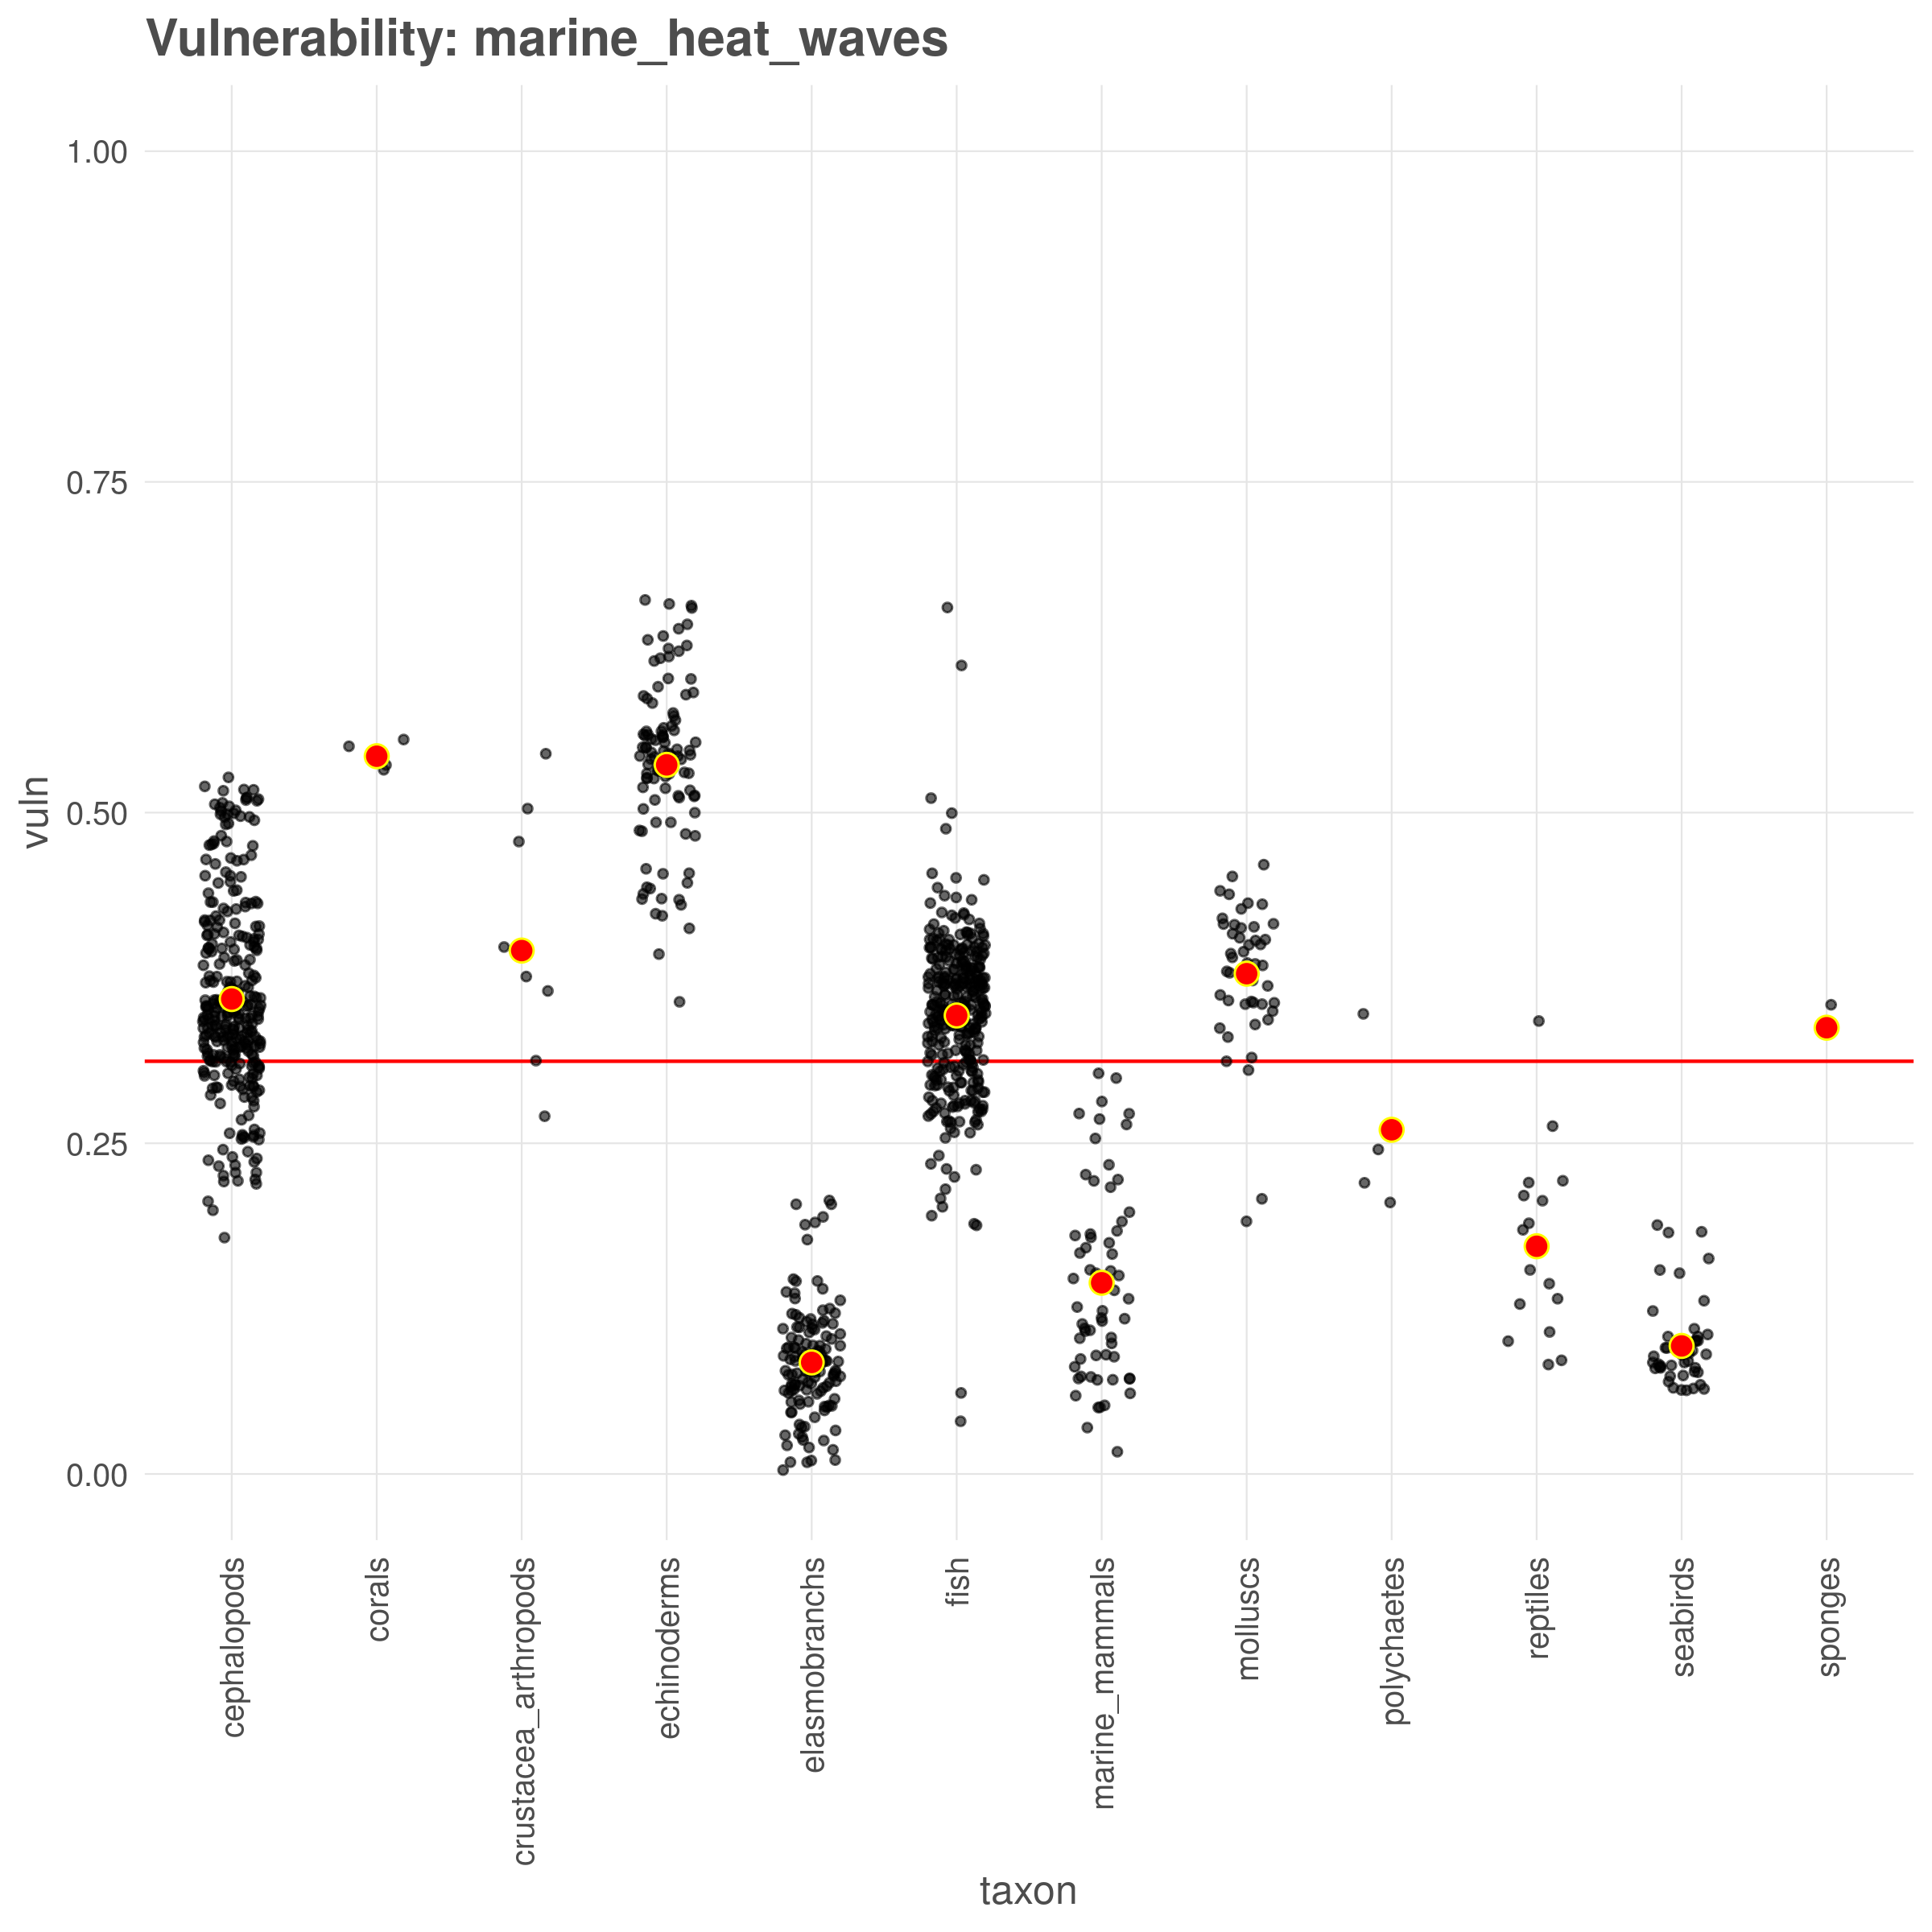 Vulnerability: marine_heat_waves
1.00
0.75
0.50
0.25
0.00
vuln
cephalopods
corals
crustacea_arthropods
echinoderms
elasmobranchs
fish
marine_mammals
molluscs
polychaetes
reptiles
seabirds
sponges
taxon